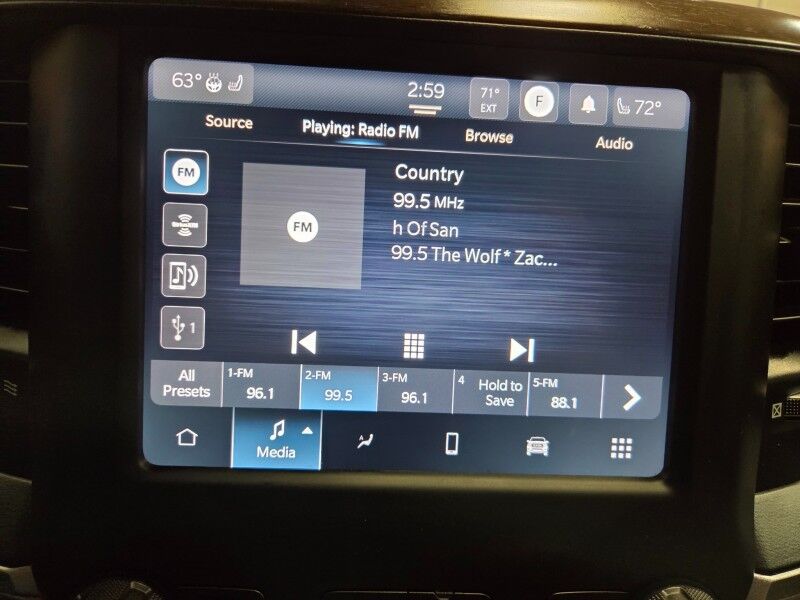 63° 2:59 71° EXT F 72°
Source Playing: Radio FM Browse Audio
FM
SiriusXM
1
FM
Country
99.5 MHz
h Of San
99.5 The Wolf * Zac...
All Presets
1-FM 96.1
2-FM 99.5
3-FM 96.1
4 Hold to Save
5-FM 88.1
Media